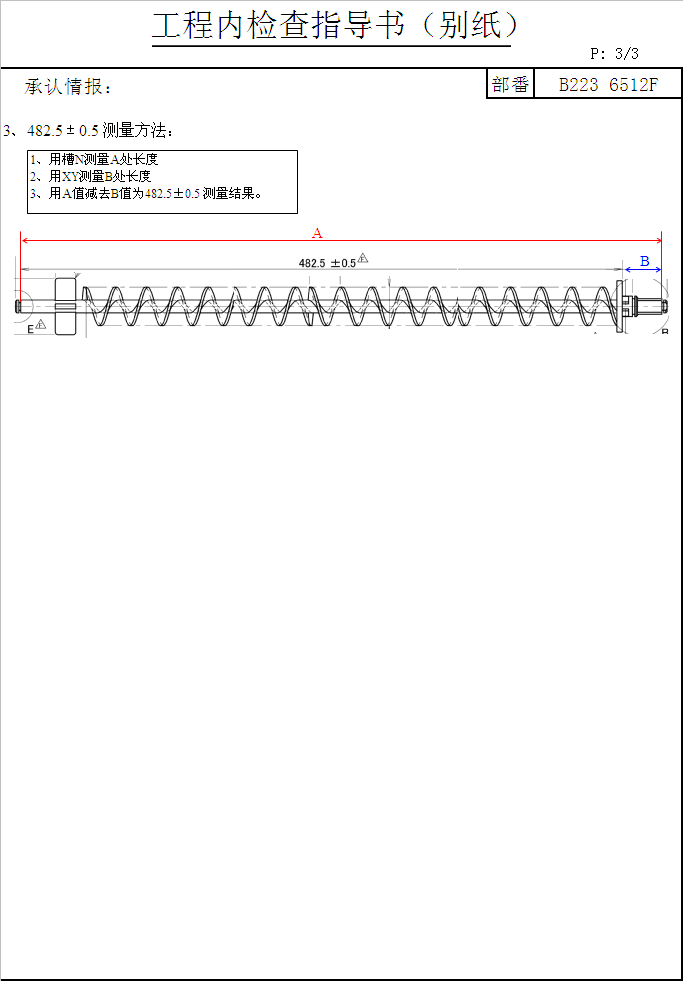 工程内检查指导书（别纸）
P: 3/3
承认情报：
部番 B223 6512F
3、482.5±0.5 测量方法：
1、用槽N测量A处长度
2、用XY测量B处长度
3、用A值减去B值为482.5±0.5 测量结果。
A
482.5 ±0.5
B
E